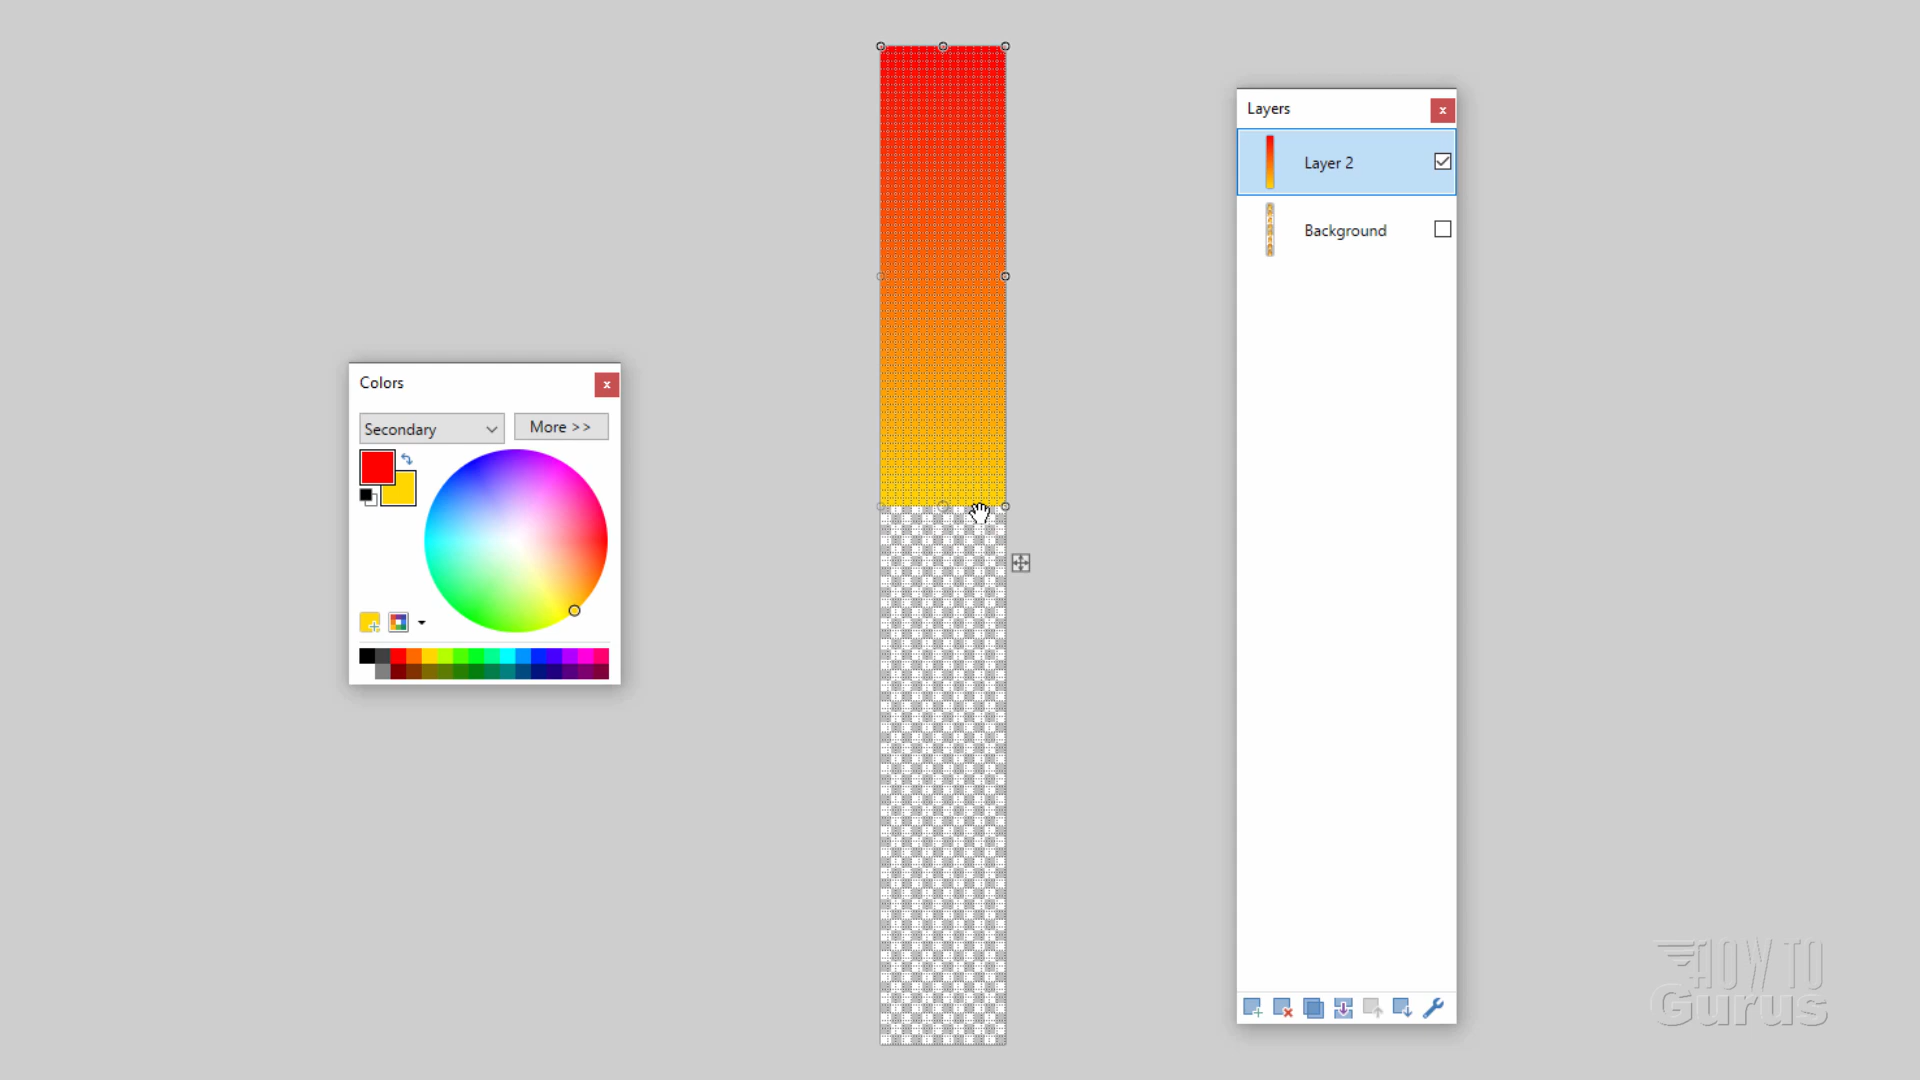 Layers
x
Layer 2
Background
Colors
x
Secondary
More >>
HOW TO
Gurus